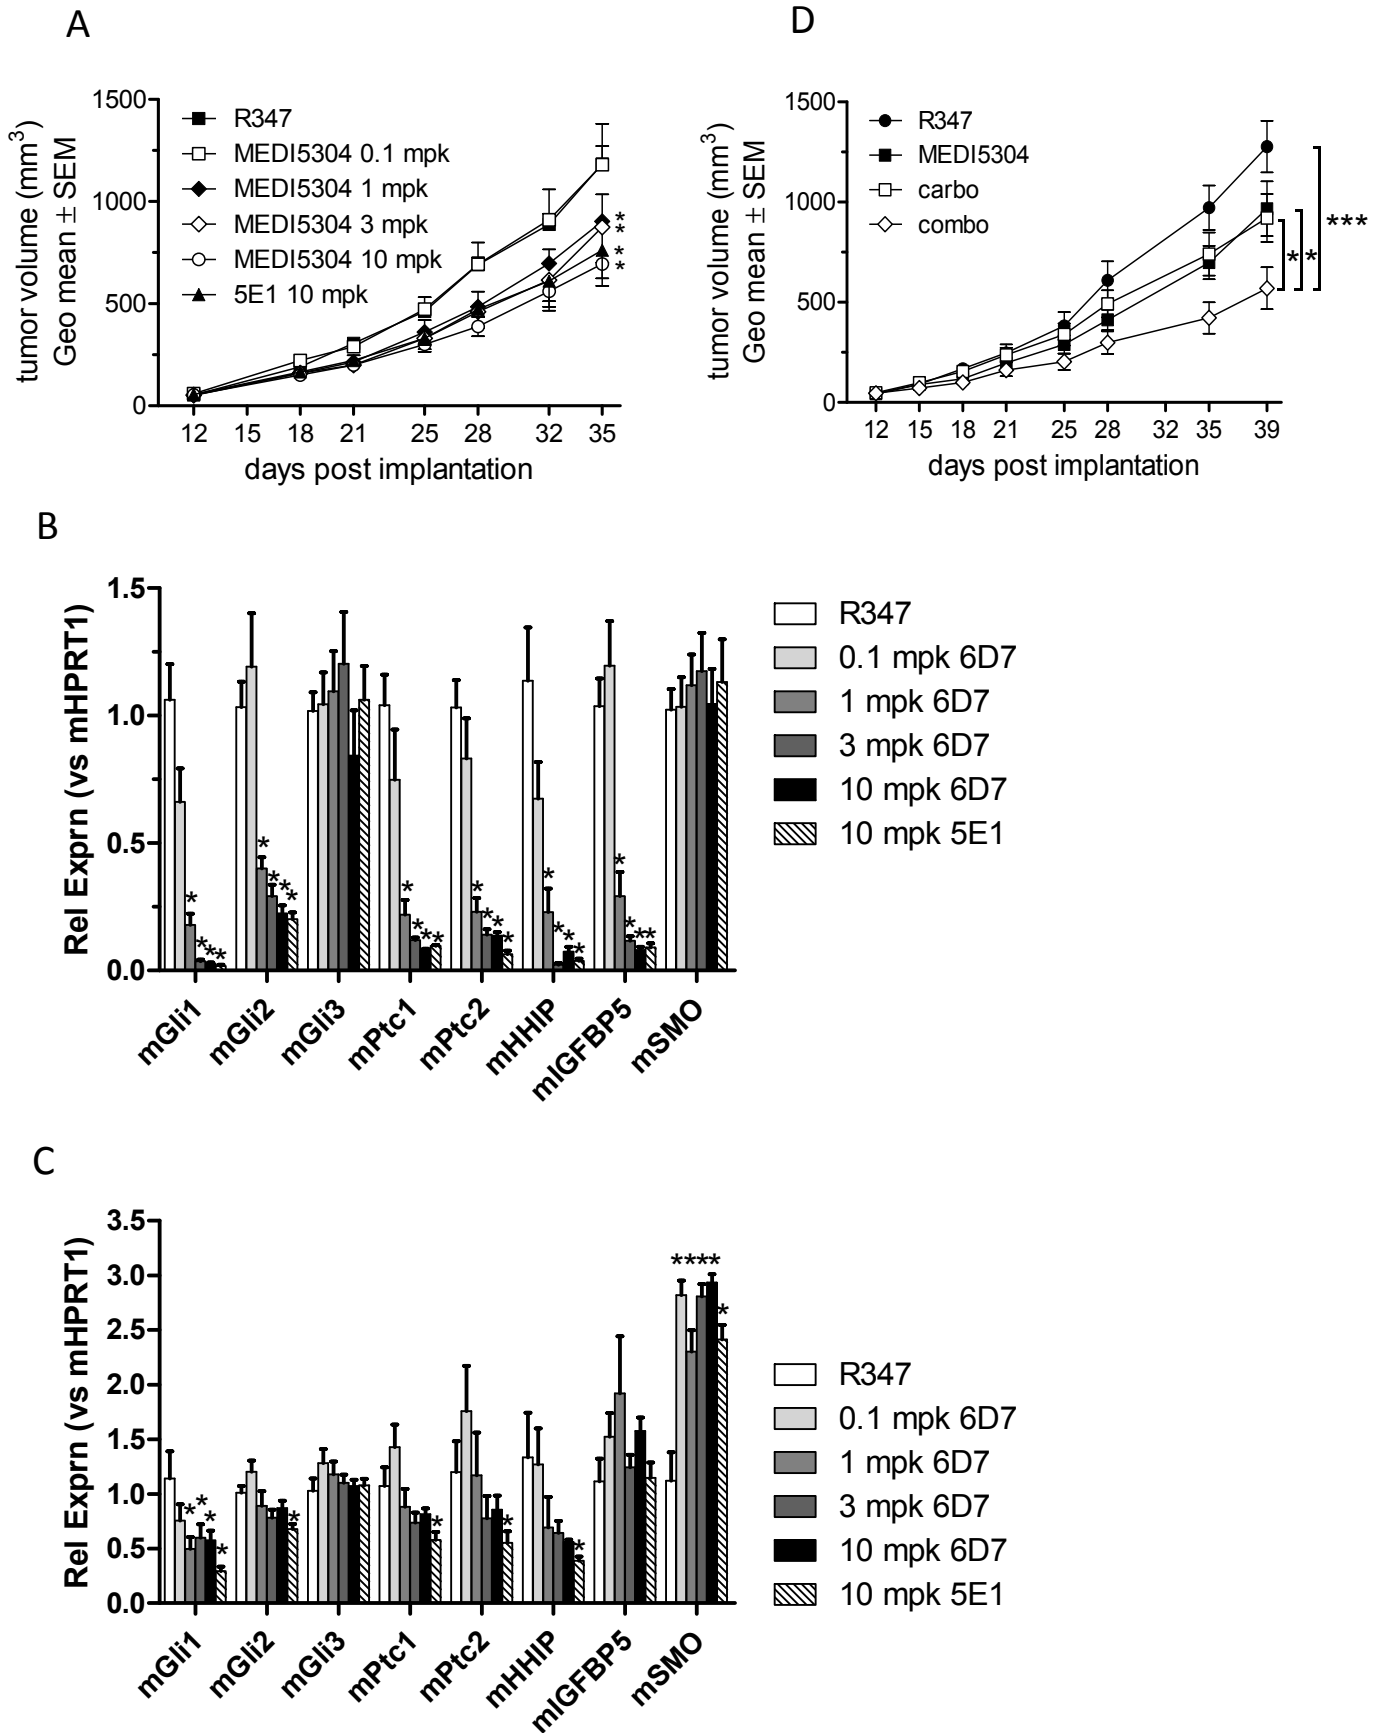 A
tumor volume (mm³)
Geo mean ± SEM
1500
1000
500
0
R347
MEDI5304 0.1 mpk
MEDI5304 1 mpk
MEDI5304 3 mpk
MEDI5304 10 mpk
5E1 10 mpk
*
*
*
*
12 15 18 21 25 28 32 35
days post implantation
D
tumor volume (mm³)
Geo mean ± SEM
1500
1000
500
0
R347
MEDI5304
carbo
combo
* * ***
12 15 18 21 25 28 32 35 39
days post implantation
B
Rel Exprn (vs mHPRT1)
1.5
1.0
0.5
0.0
* * * *
* * * *
* * * *
* * * *
* * * *
* * * *
mGli1 mGli2 mGli3 mPtc1 mPtc2 mHHIP mIGFBP5 mSMO
R347
0.1 mpk 6D7
1 mpk 6D7
3 mpk 6D7
10 mpk 6D7
10 mpk 5E1
C
Rel Exprn (vs mHPRT1)
3.5
3.0
2.5
2.0
1.5
1.0
0.5
0.0
* * * *
*
*
*
*
****
*
mGli1 mGli2 mGli3 mPtc1 mPtc2 mHHIP mIGFBP5 mSMO
R347
0.1 mpk 6D7
1 mpk 6D7
3 mpk 6D7
10 mpk 6D7
10 mpk 5E1